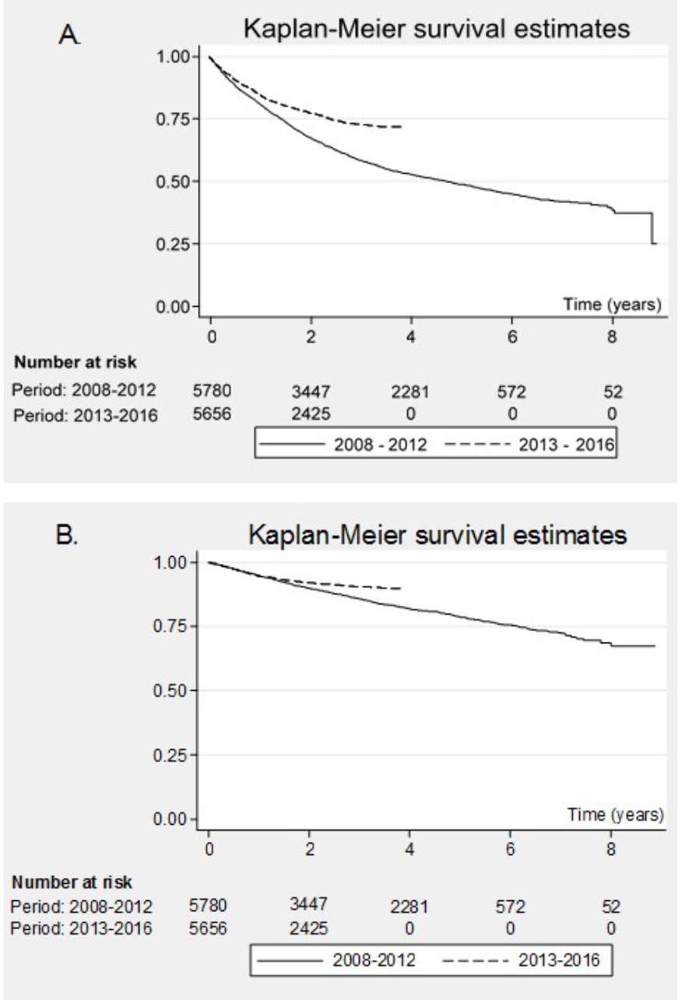 A.
Kaplan-Meier survival estimates
1.00
0.75
0.50
0.25
0.00
Time (years)
0 2 4 6 8
Number at risk
Period: 2008-2012 5780 3447 2281 572 52
Period: 2013-2016 5656 2425 0 0 0
2008 - 2012 2013 - 2016
B.
Kaplan-Meier survival estimates
1.00
0.75
0.50
0.25
0.00
Time (years)
0 2 4 6 8
Number at risk
Period: 2008-2012 5780 3447 2281 572 52
Period: 2013-2016 5656 2425 0 0 0
2008-2012 2013-2016